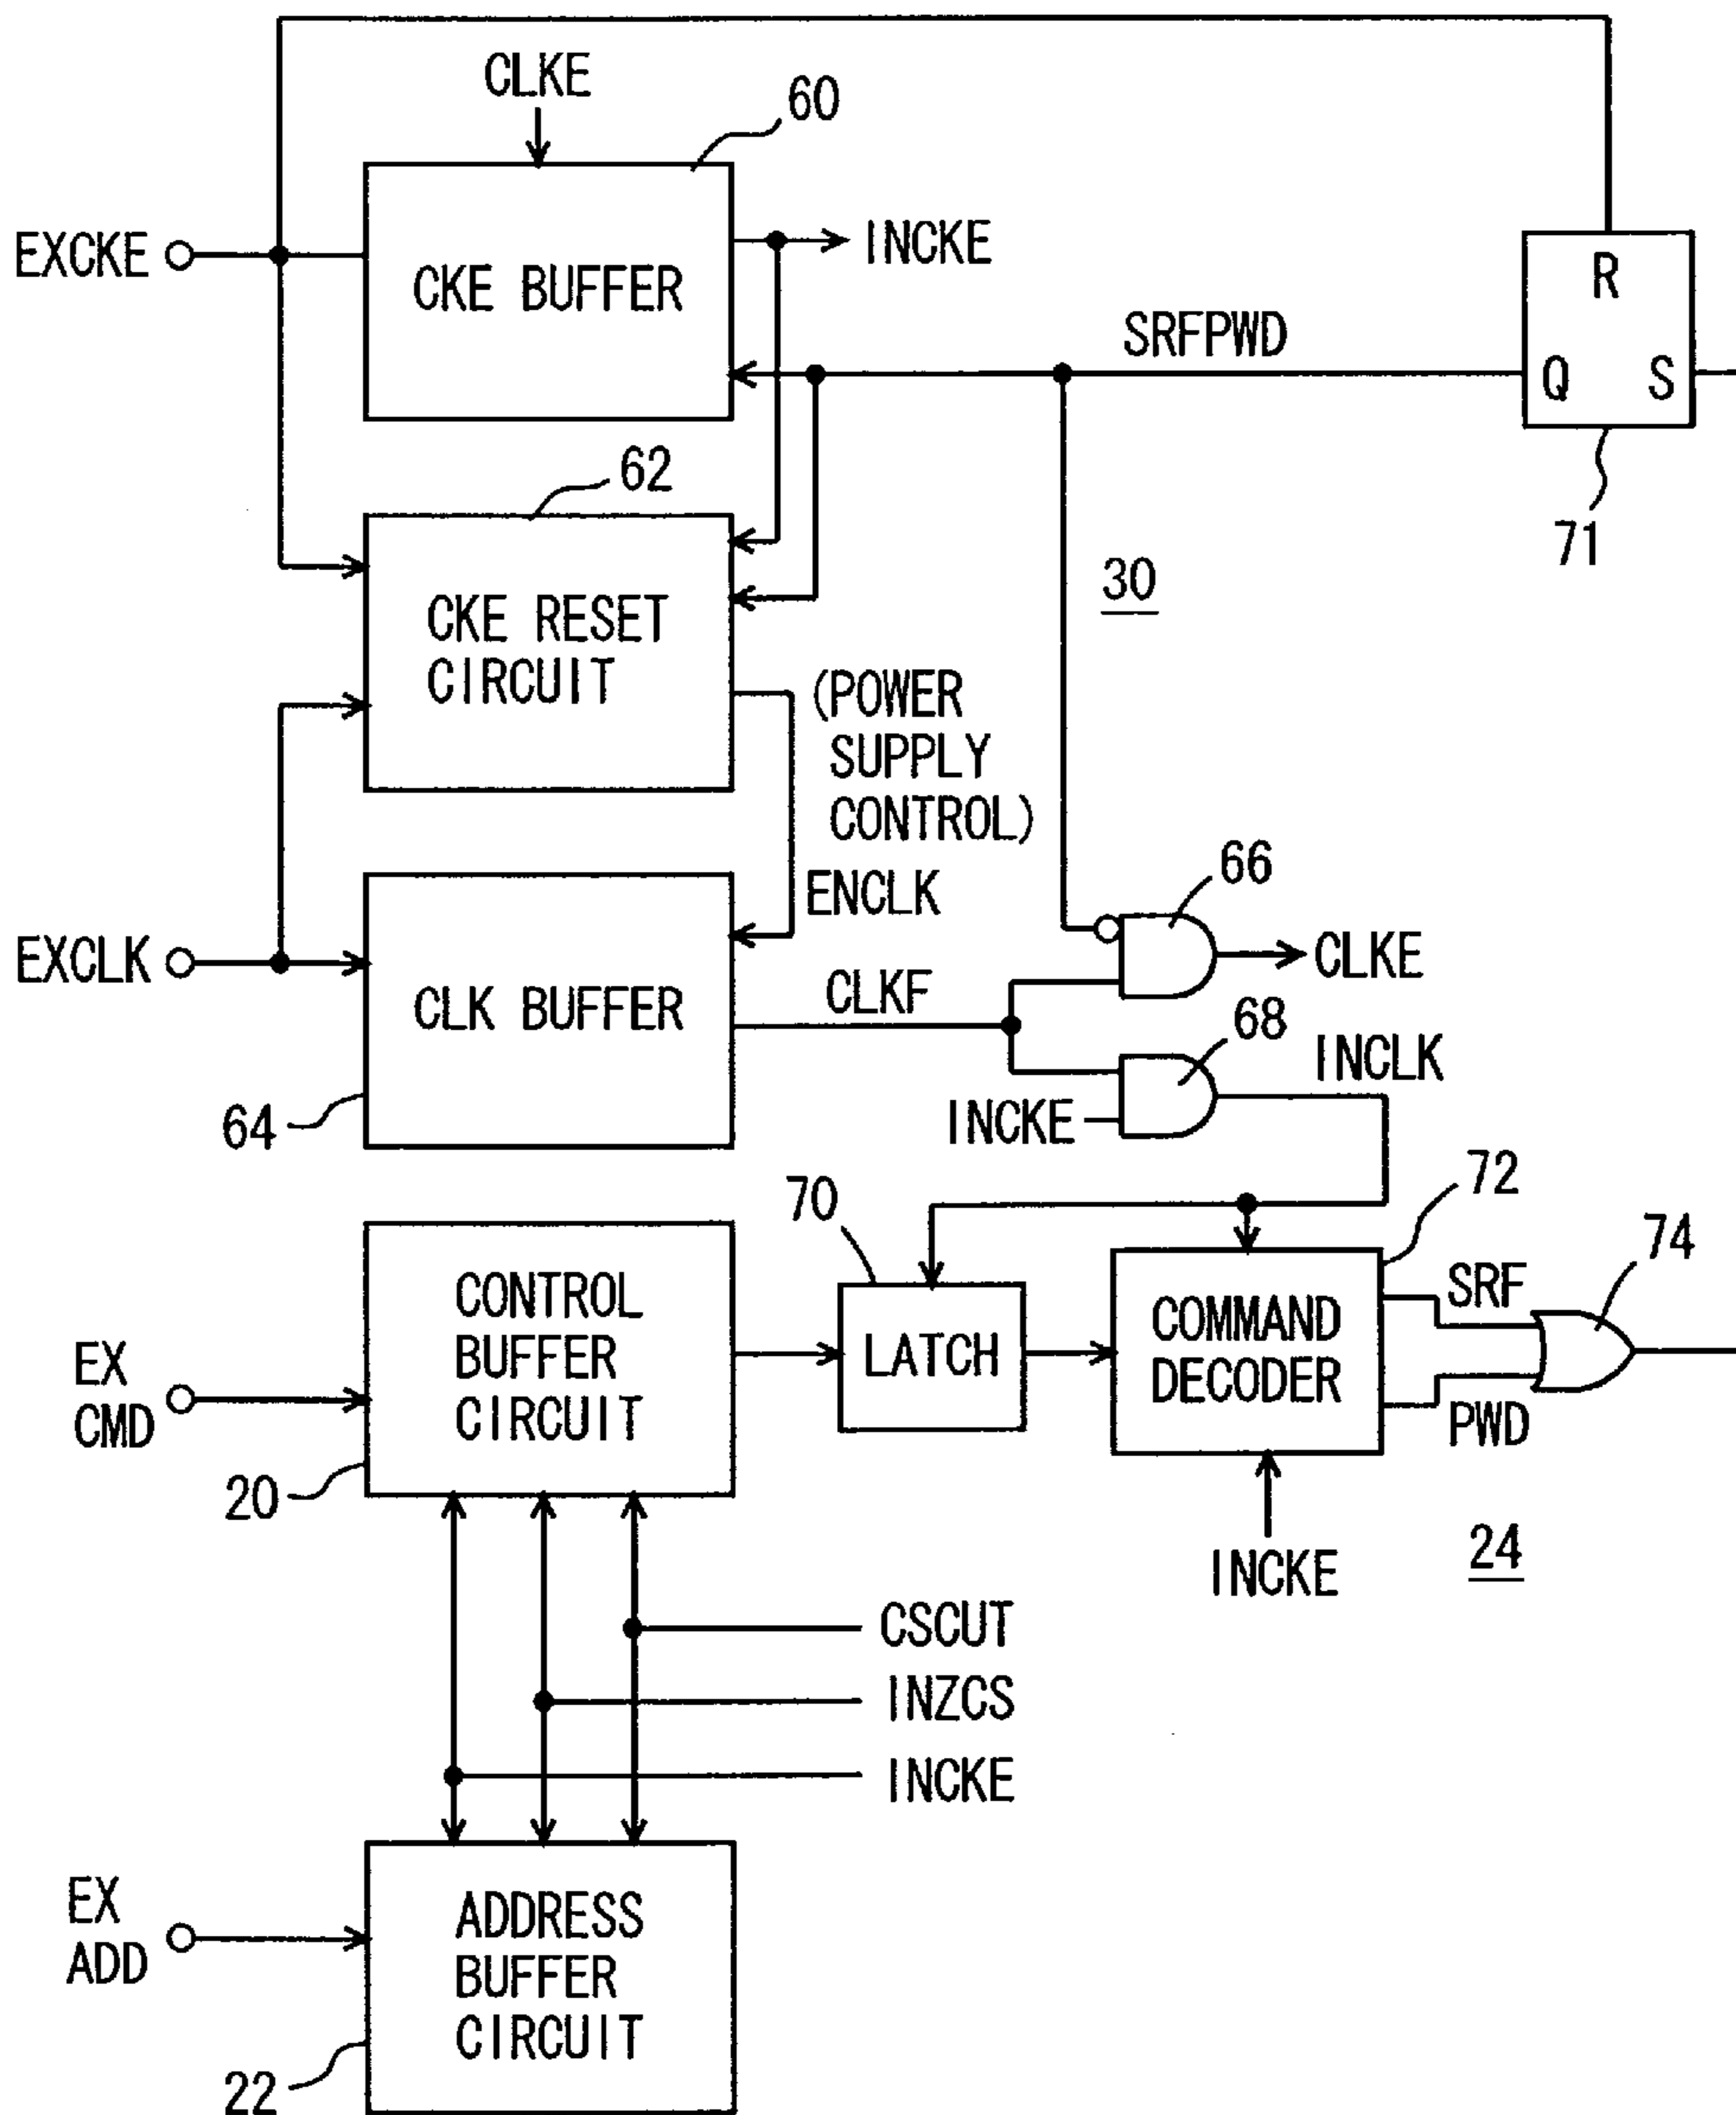 CLKE
60
EXCKE
INCKE
CKE BUFFER
R
SRFPWD
Q
S
62
71
30
CKE RESET
CIRCUIT
(POWER
SUPPLY
CONTROL)
66
ENCLK
EXCLK
CLKE
CLK BUFFER
CLKF
68
INCLK
64
INCKE
70
72
74
CONTROL
BUFFER
CIRCUIT
SRF
COMMAND
DECODER
LATCH
EX
CMD
PWD
20
INCKE
24
CSCUT
INZCS
INCKE
EX
ADD
ADDRESS
BUFFER
CIRCUIT
22